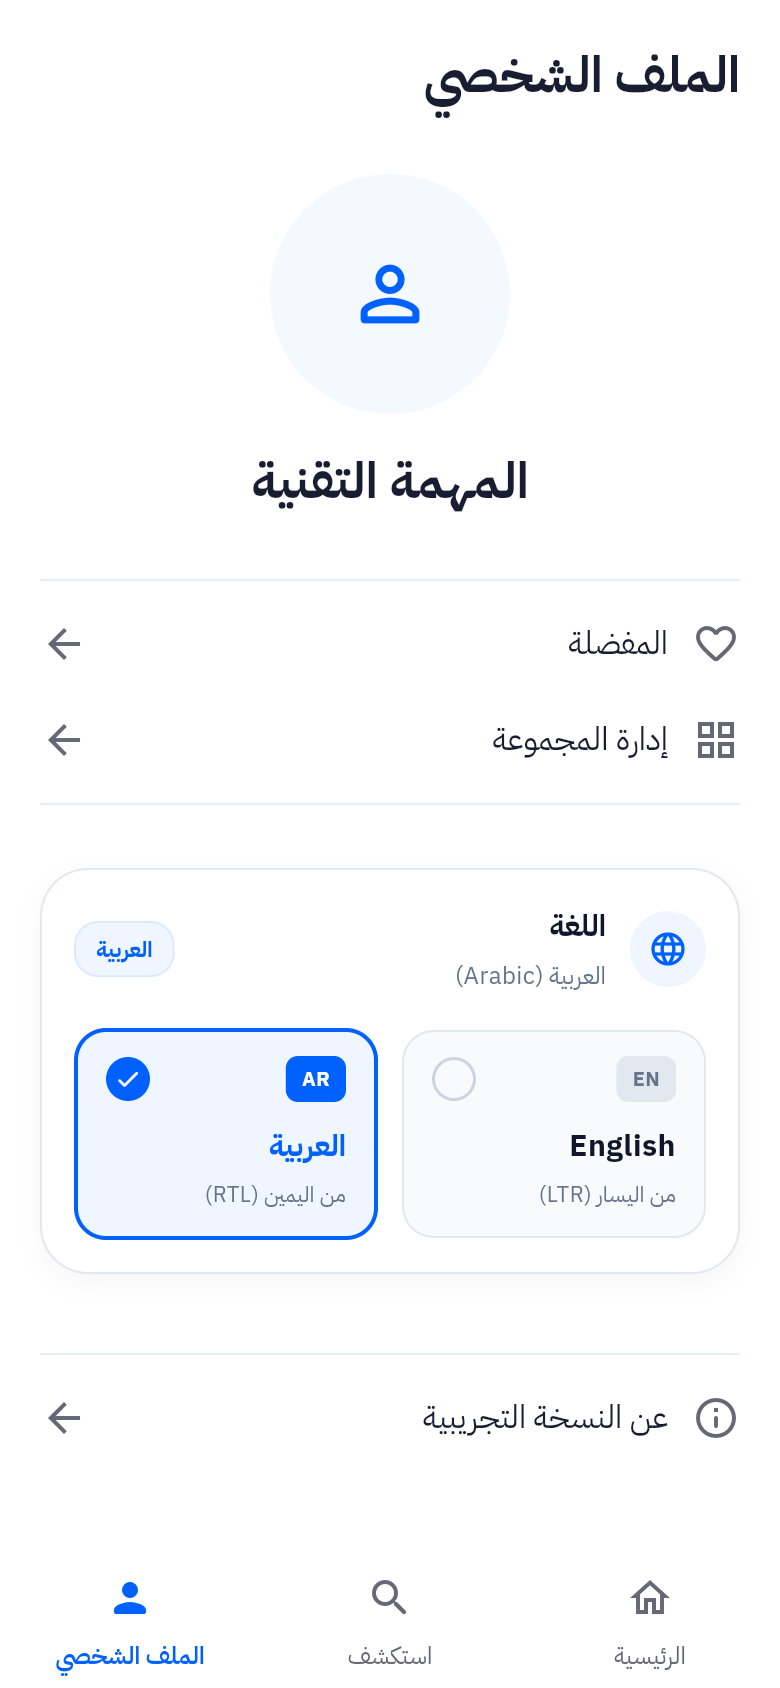 الملف الشخصي
المهمة التقنية
المفضلة
إدارة المجموعة
اللغة
العربية (Arabic)
العربية
EN
English
من اليسار (LTR)
AR
العربية
من اليمين (RTL)
عن النسخة التجريبية
الرئيسية
استكشف
الملف الشخصي